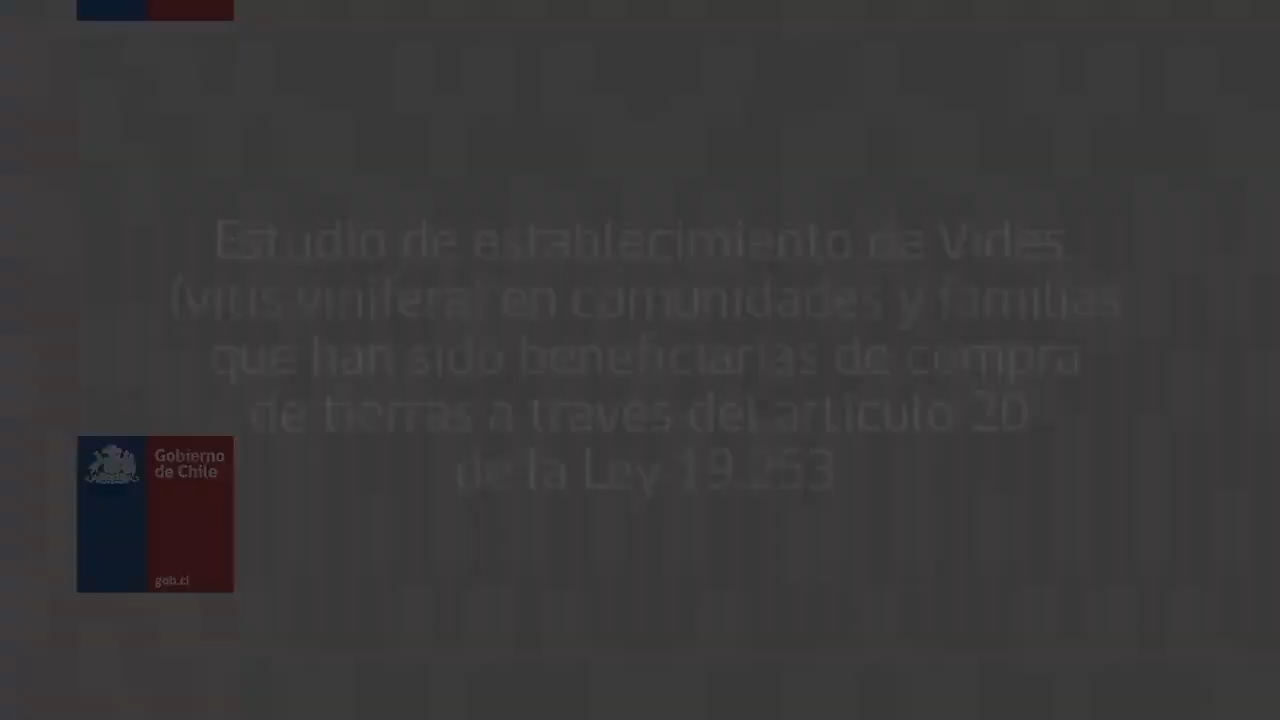 Estudio de establecimiento de Vides
(vitis vinifera) en comunidades y familias
que han sido beneficiarias de compra
de tierras a través del artículo 20
de la Ley 19.253
Gobierno
de Chile
gob.cl